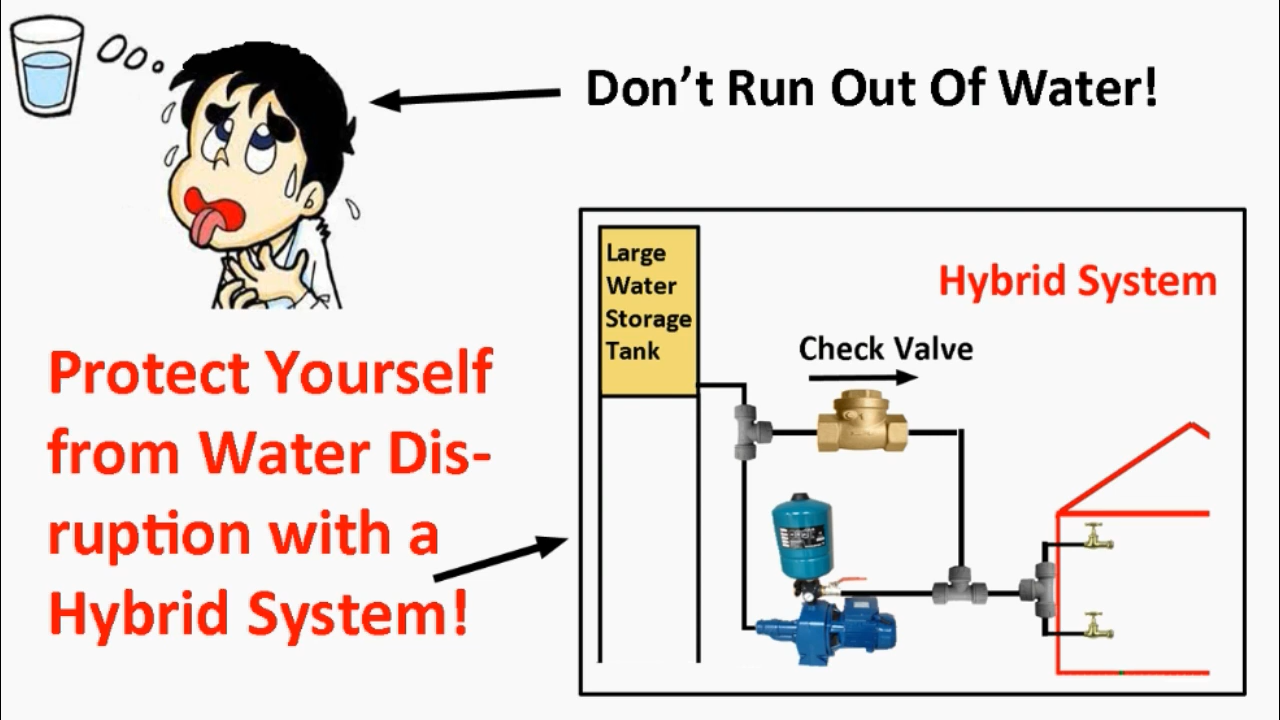 Don't Run Out Of Water!
Large
Water
Storage
Tank
Hybrid System
Check Valve
Protect Yourself
from Water Dis-
ruption with a
Hybrid System!